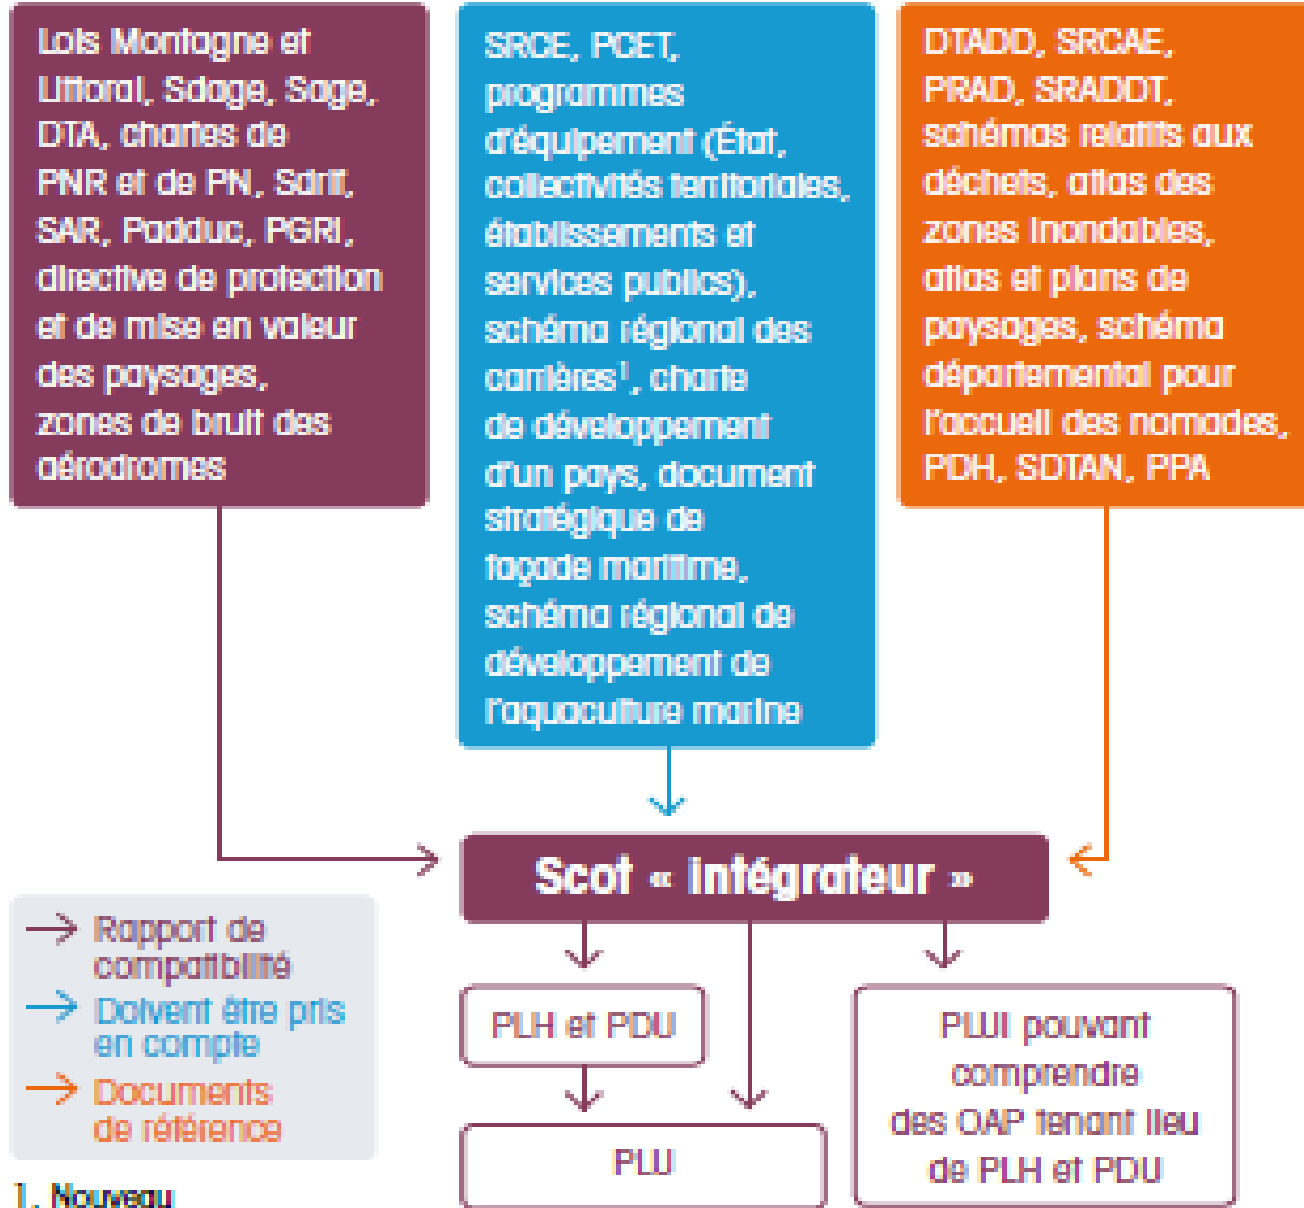 Lois Montagne et
Littoral, Sdage, Sage,
DTA, chartes de
PNR et de PN, Sdrif,
SAR, Padduc, PGRI,
directive de protection
et de mise en valeur
des paysages,
zones de bruit des
aérodromes
SRCE, PCET,
programmes
d'équipement (État,
collectivités territoriales,
établissements et
services publics),
schéma régional des
carrières¹, charte
de développement
d'un pays, document
stratégique de
façade maritime,
schéma régional de
développement de
l'aquaculture marine
DTADD, SRCAE,
PRAD, SRADDT,
schémas relatifs aux
déchets, atlas des
zones inondables,
atlas et plans de
paysages, schéma
départemental pour
l'accueil des nomades,
PDH, SDTAN, PPA
Scot « intégrateur »
Rapport de
compatibilité
Doivent être pris
en compte
Documents
de référence
PLH et PDU
PLU
PLUI pouvant
comprendre
des OAP tenant lieu
de PLH et PDU
1. Nouveau